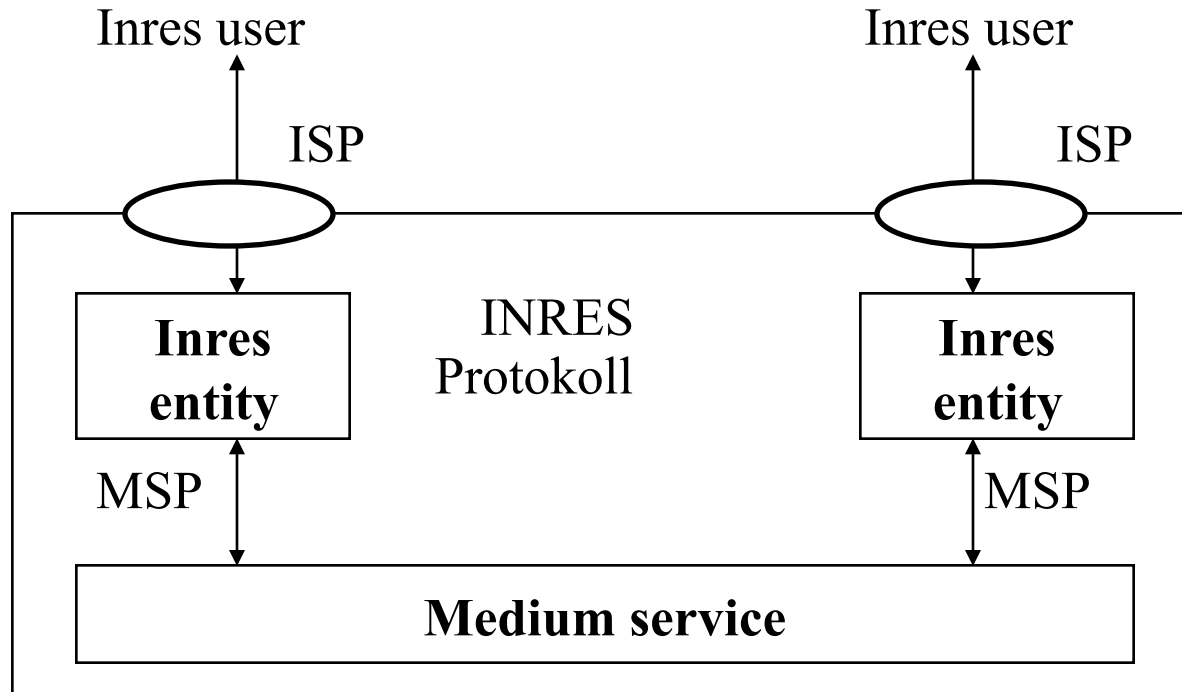 Inres user
Inres user
ISP
ISP
Inres
entity
INRES
Protokoll
Inres
entity
MSP
MSP
Medium service